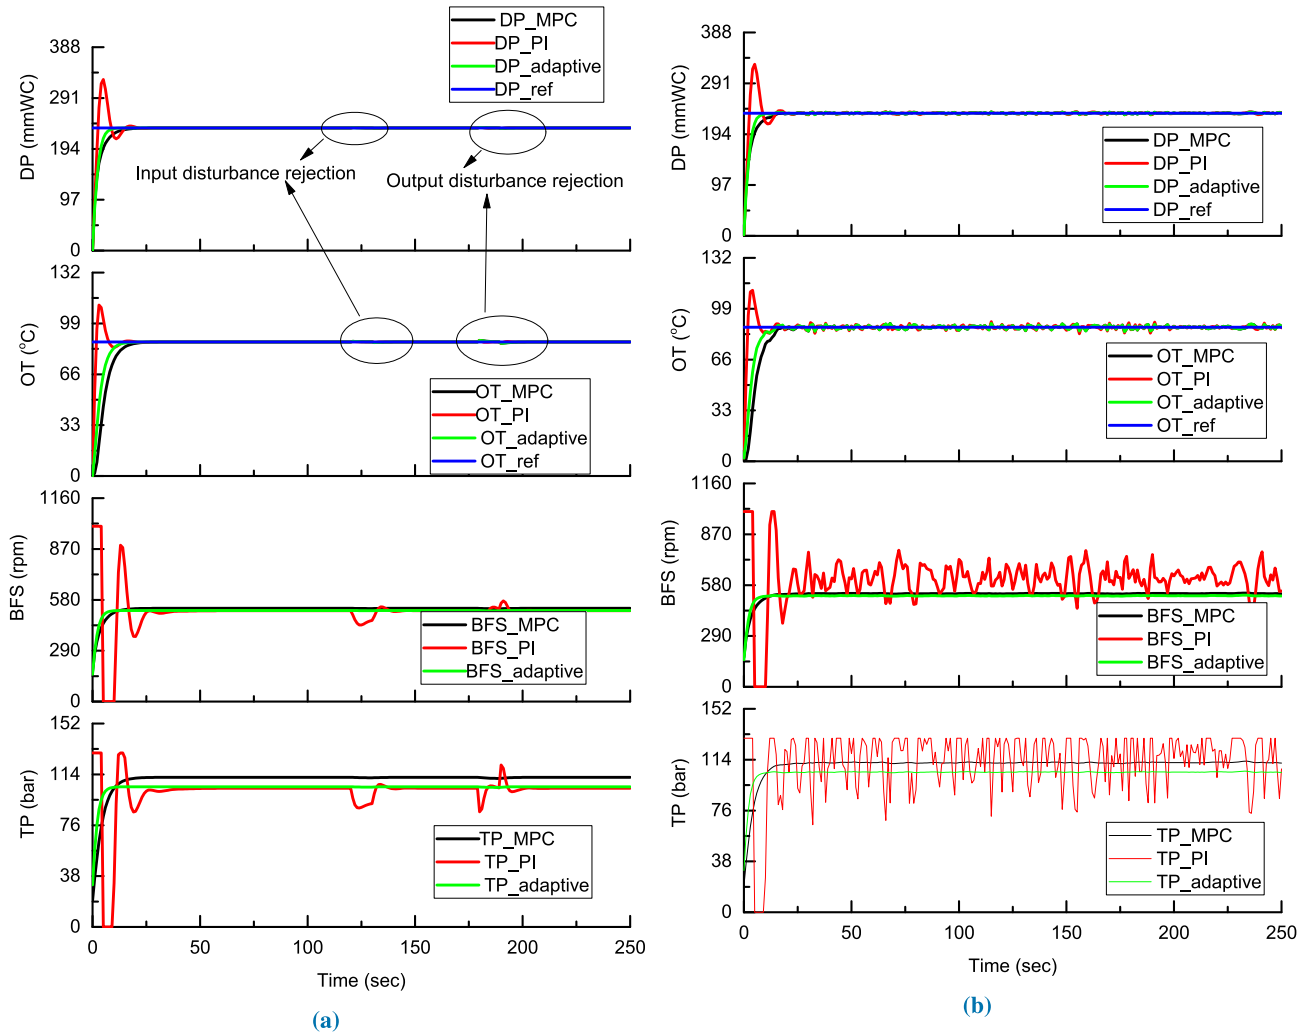 DP_MPC
DP_PI
DP_adaptive
DP_ref
388
291
194
97
0
DP (mmWC)
Input disturbance rejection
Output disturbance rejection
132
99
66
33
0
OT (°C)
OT_MPC
OT_PI
OT_adaptive
OT_ref
1160
870
580
290
0
BFS (rpm)
BFS_MPC
BFS_PI
BFS_adaptive
152
114
76
38
0
TP (bar)
TP_MPC
TP_PI
TP_adaptive
0 50 100 150 200 250
Time (sec)
(a)
388
291
194
97
0
DP (mmWC)
DP_MPC
DP_PI
DP_adaptive
DP_ref
132
99
66
33
0
OT (°C)
OT_MPC
OT_PI
OT_adaptive
OT_ref
1160
870
580
290
0
BFS (rpm)
BFS_MPC
BFS_PI
BFS_adaptive
152
114
76
38
0
TP (bar)
TP_MPC
TP_PI
TP_adaptive
0 50 100 150 200 250
Time (sec)
(b)